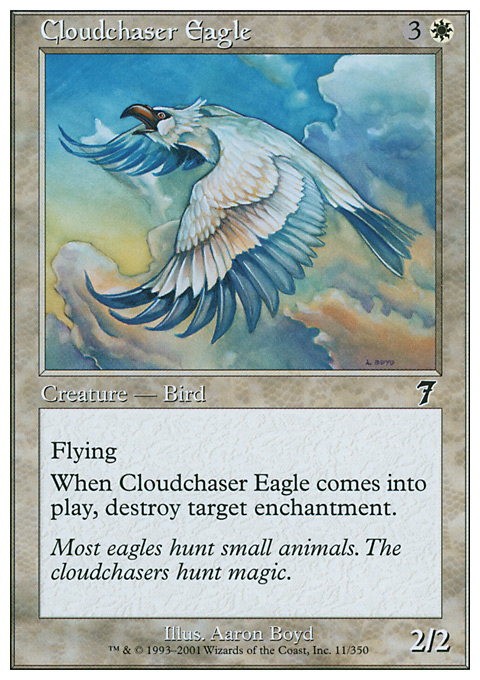 Cloudchaser Eagle 3
L. BOYD
Creature — Bird 7
Flying
When Cloudchaser Eagle comes into
play, destroy target enchantment.
Most eagles hunt small animals. The
cloudchasers hunt magic.
Illus. Aaron Boyd
™ & © 1993–2001 Wizards of the Coast, Inc. 11/350
2/2